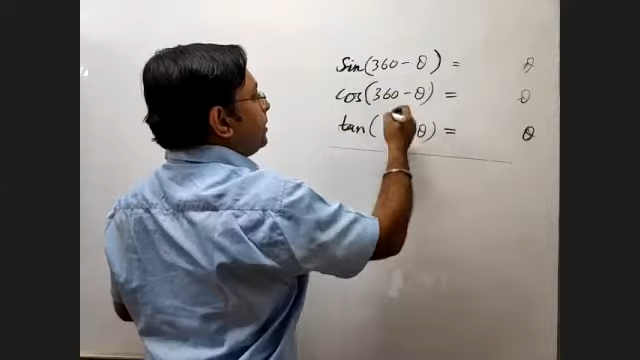 sin(360-θ) = θ
cos(360-θ) = θ
tan( θ) = θ